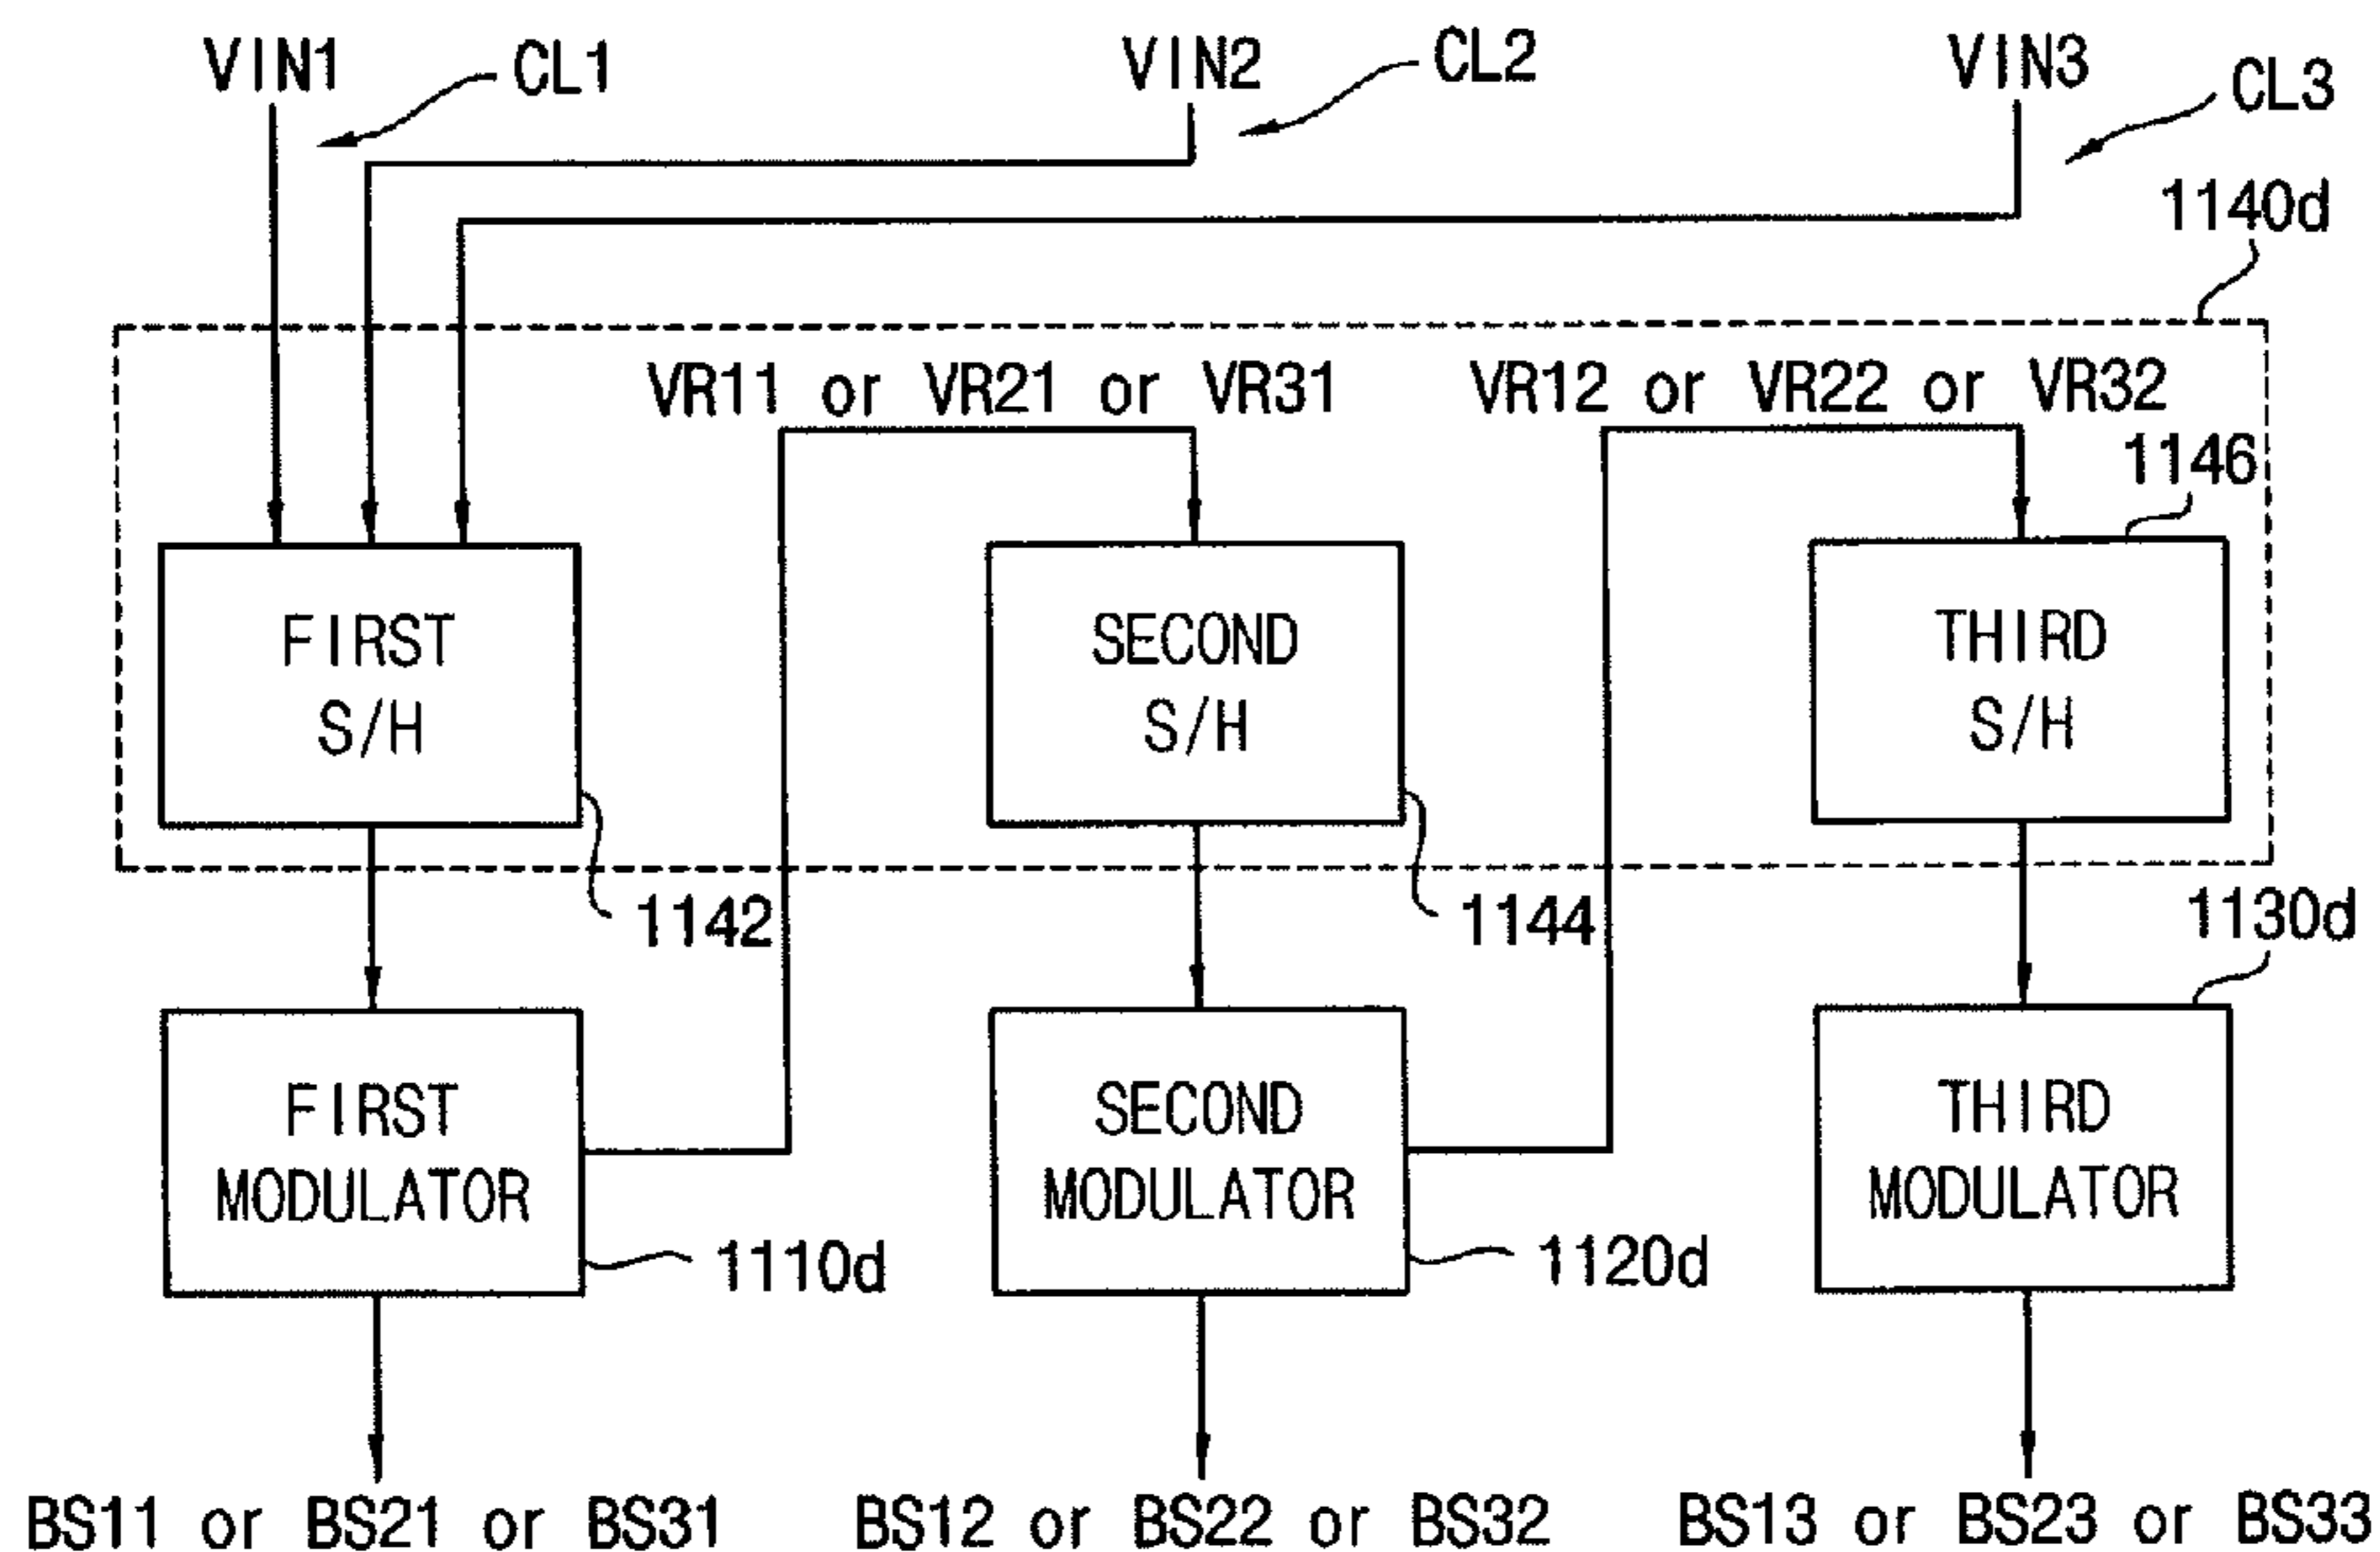 VIN1
CL1
VIN2
CL2
VIN3
CL3
1140d
VR11 or VR21 or VR31
VR12 or VR22 or VR32
1146
FIRST
S/H
SECOND
S/H
THIRD
S/H
1142
1144
1130d
FIRST
MODULATOR
SECOND
MODULATOR
THIRD
MODULATOR
1110d
1120d
BS11 or BS21 or BS31
BS12 or BS22 or BS32
BS13 or BS23 or BS33